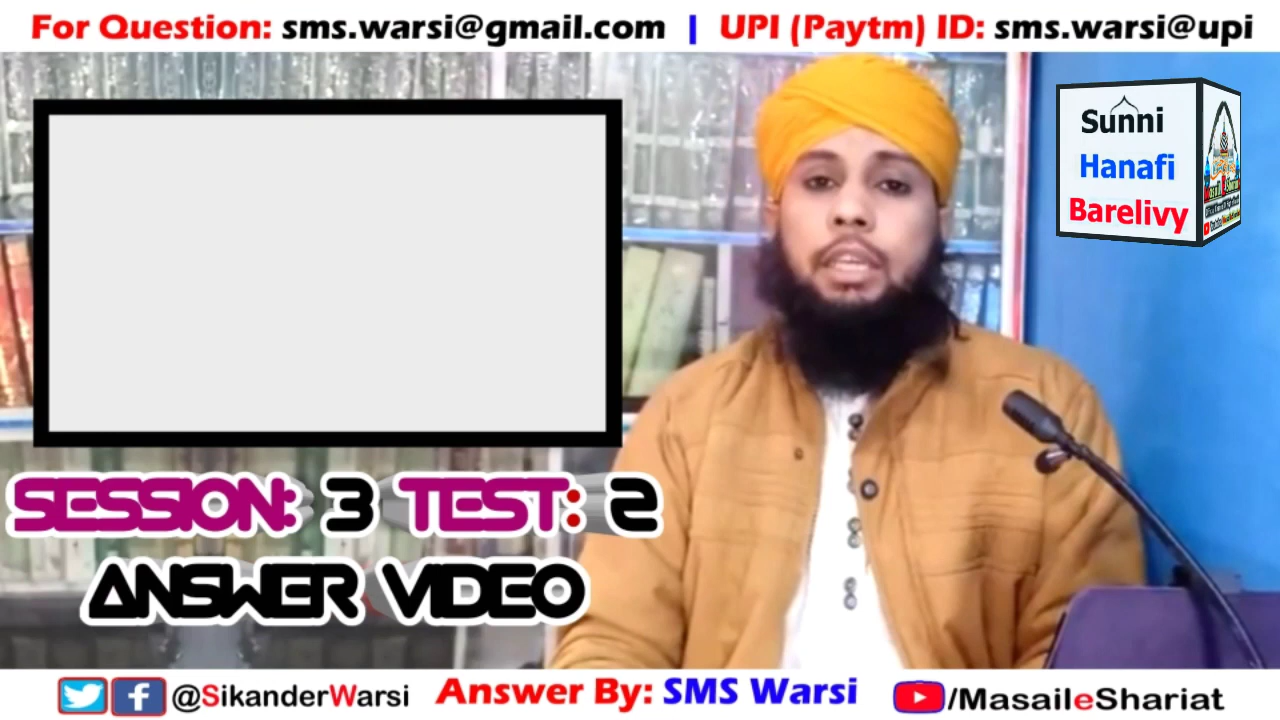 For Question: sms.warsi@gmail.com | UPI (Paytm) ID: sms.warsi@upi
Sunni
Hanafi
Barelivy
SESSION: 3 TEST: 2
ANSWER VIDEO
@SikanderWarsi Answer By: SMS Warsi /MasaileShariat